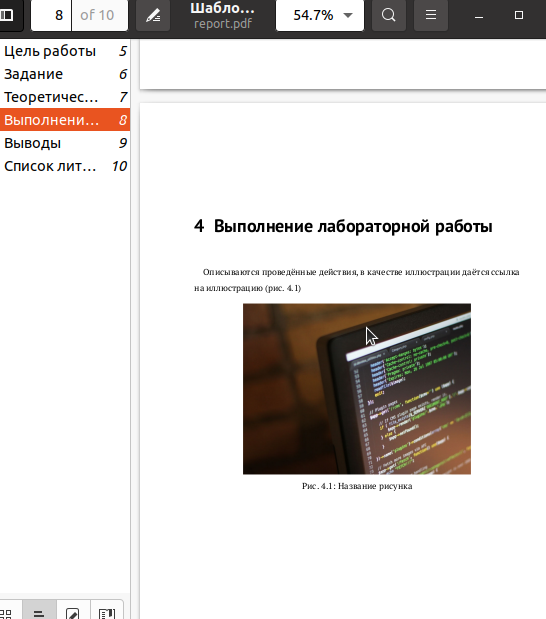 8 of 10
Шабло...
report.pdf
54.7%
Цель работы 5
Задание 6
Теоретичес... 7
Выполнени... 8
Выводы 9
Список лит... 10
4 Выполнение лабораторной работы
Описываются проведённые действия, в качестве иллюстрации даётся ссылка
на иллюстрацию (рис. 4.1)
Рис. 4.1: Название рисунка